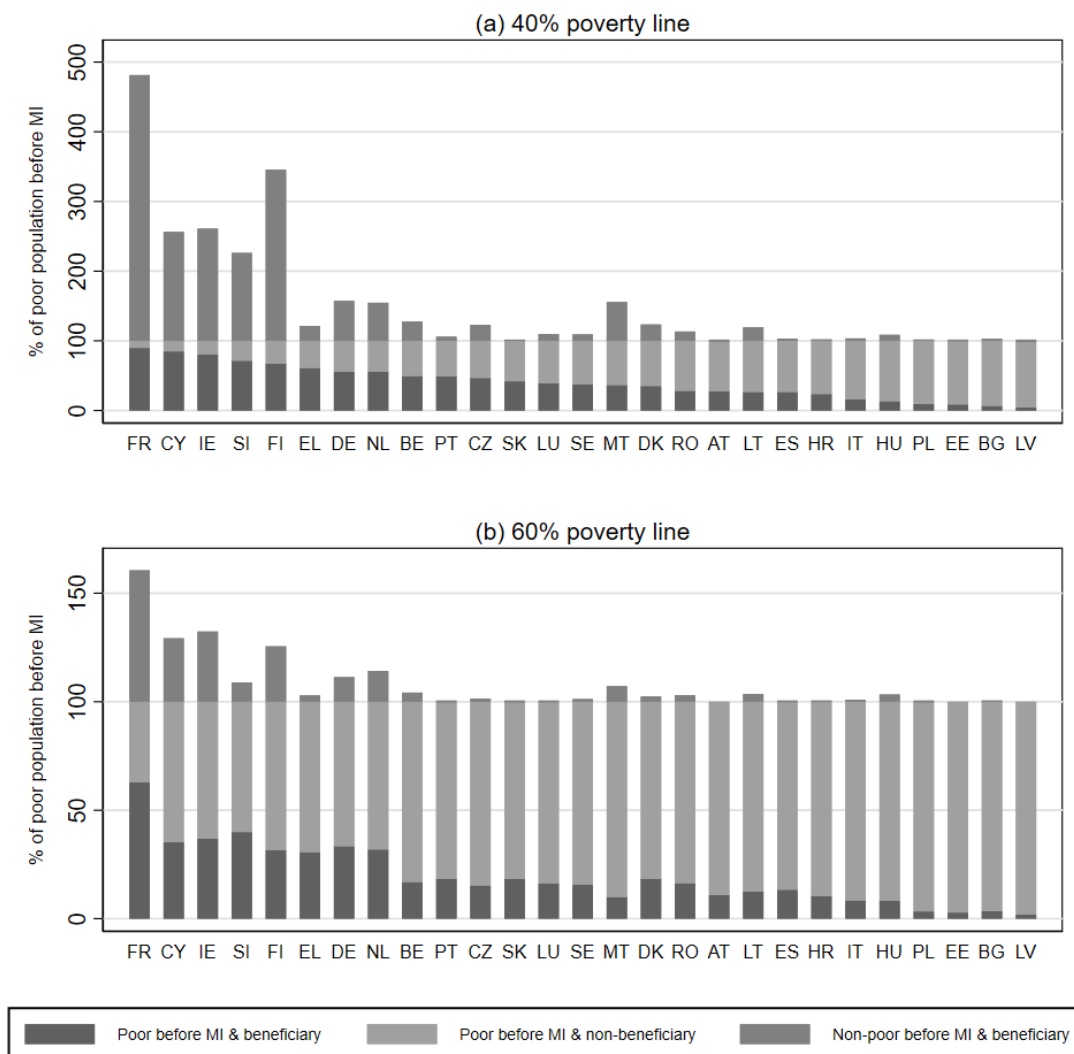 (a) 40% poverty line
% of poor population before MI
500
400
300
200
100
0
FR CY IE SI FI EL DE NL BE PT CZ SK LU SE MT DK RO AT LT ES HR IT HU PL EE BG LV
(b) 60% poverty line
% of poor population before MI
150
100
50
0
FR CY IE SI FI EL DE NL BE PT CZ SK LU SE MT DK RO AT LT ES HR IT HU PL EE BG LV
Poor before MI & beneficiary Poor before MI & non-beneficiary Non-poor before MI & beneficiary